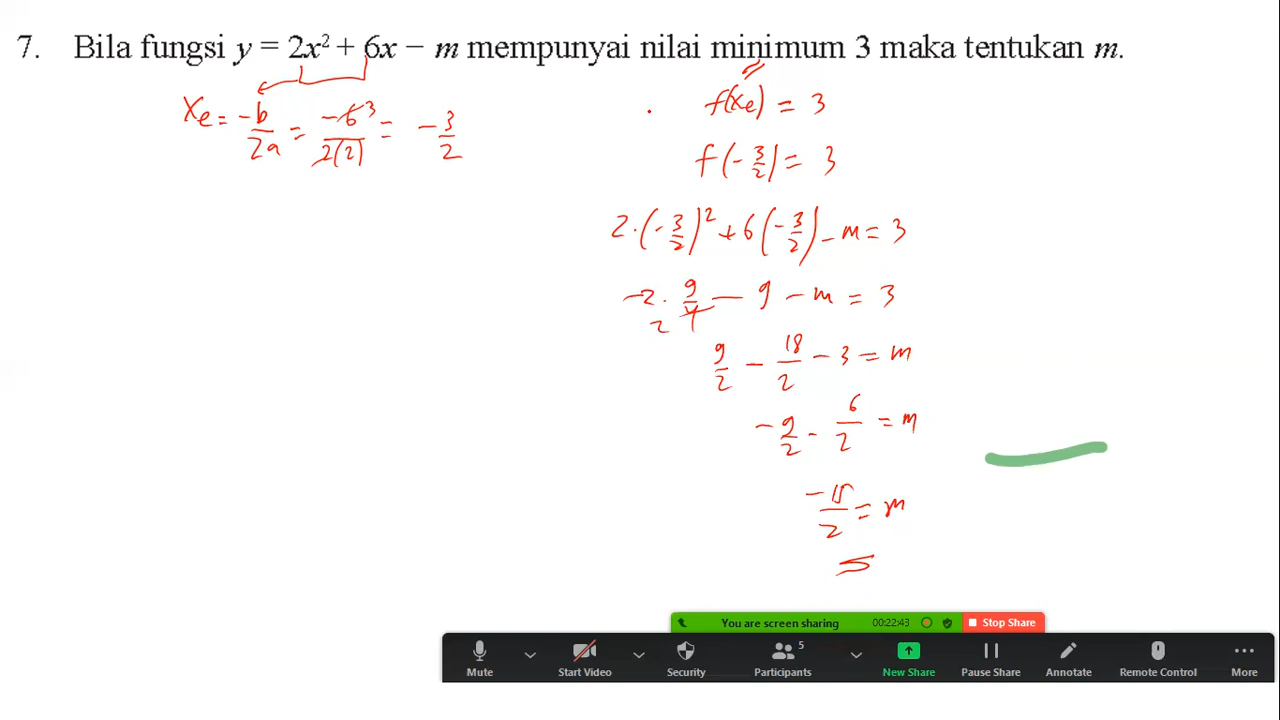 7. Bila fungsi y = 2x² + 6x − m mempunyai nilai minimum 3 maka tentukan m.
xe = -b/2a = -6 3/2(2) = -3/2
f(xe) = 3
f(-3/2) = 3
2·(-3/2)² + 6(-3/2) - m = 3
2 · 9/4 - 9 - m = 3
2
9/2 - 18/2 - 3 = m
-9/2 - 6/2 = m
-15/2 = m
You are screen sharing 00:22:43 Stop Share
5
Mute Start Video Security Participants New Share Pause Share Annotate Remote Control More